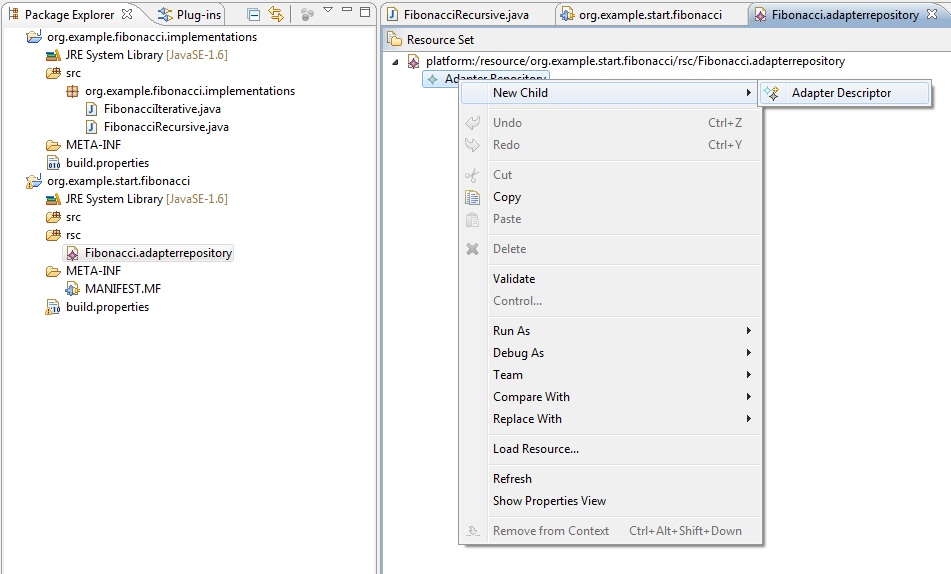 Package Explorer
Plug-ins
org.example.fibonacci.implementations
JRE System Library [JavaSE-1.6]
src
org.example.fibonacci.implementations
FibonacciIterative.java
FibonacciRecursive.java
META-INF
build.properties
org.example.start.fibonacci
JRE System Library [JavaSE-1.6]
src
rsc
Fibonacci.adapterrepository
META-INF
MANIFEST.MF
build.properties
FibonacciRecursive.java
org.example.start.fibonacci
Fibonacci.adapterrepository
Resource Set
platform:/resource/org.example.start.fibonacci/rsc/Fibonacci.adapterrepository
Adapter Repository
New Child
Adapter Descriptor
Undo Ctrl+Z
Redo Ctrl+Y
Cut
Copy
Paste
Delete
Validate
Control...
Run As
Debug As
Team
Compare With
Replace With
Load Resource...
Refresh
Show Properties View
Remove from Context Ctrl+Alt+Shift+Down